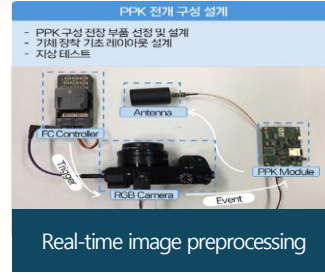 PPK 전개 구성 설계
- PPK 구성 전장 부품 선정 및 설계
- 기체 장착 기초 레이아웃 설계
- 지상 테스트
Antenna
FC Controller
Trigger
PPK Module
RGB Camera
Event
Real-time image preprocessing